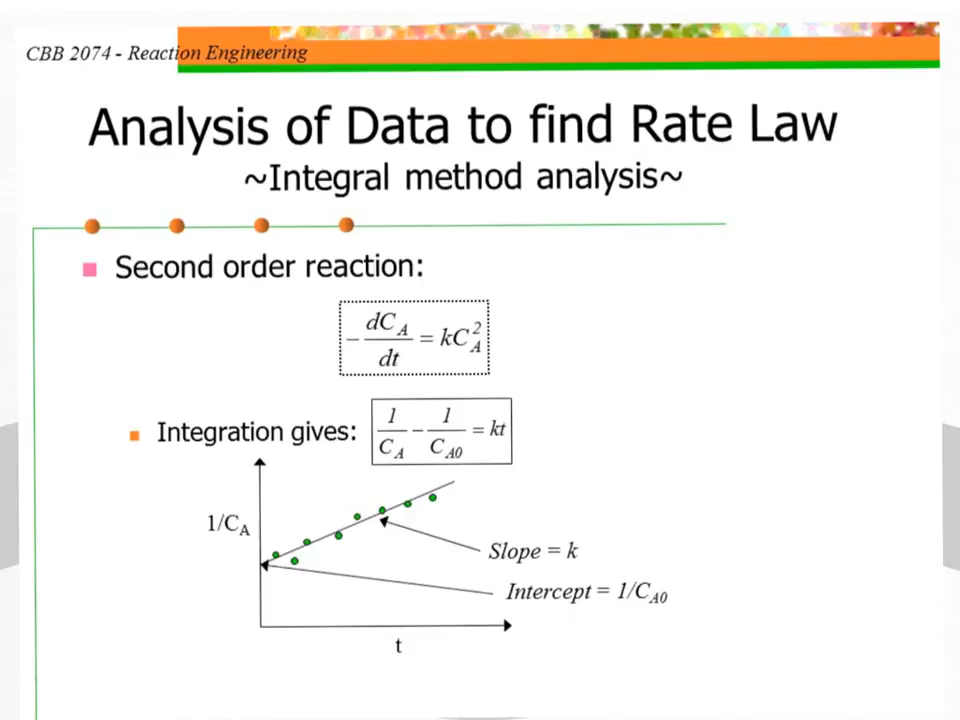 CBB 2074 - Reaction Engineering
Analysis of Data to find Rate Law
~Integral method analysis~
Second order reaction:
-dC_A/dt = kC_A^2
Integration gives: 1/C_A - 1/C_A0 = kt
1/C_A
Slope = k
Intercept = 1/C_A0
t